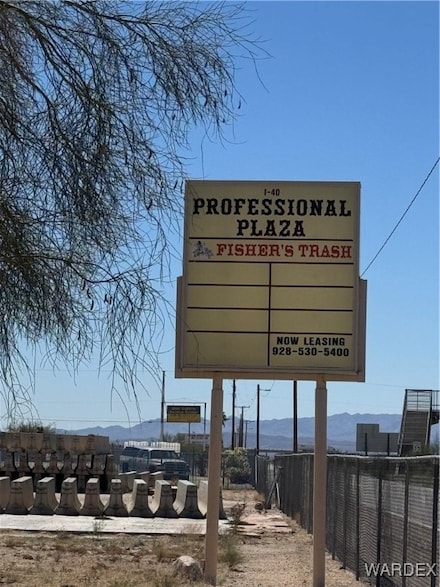 I-40
PROFESSIONAL
PLAZA
FISHER'S TRASH
NOW LEASING
928-530-5400
WARDEX